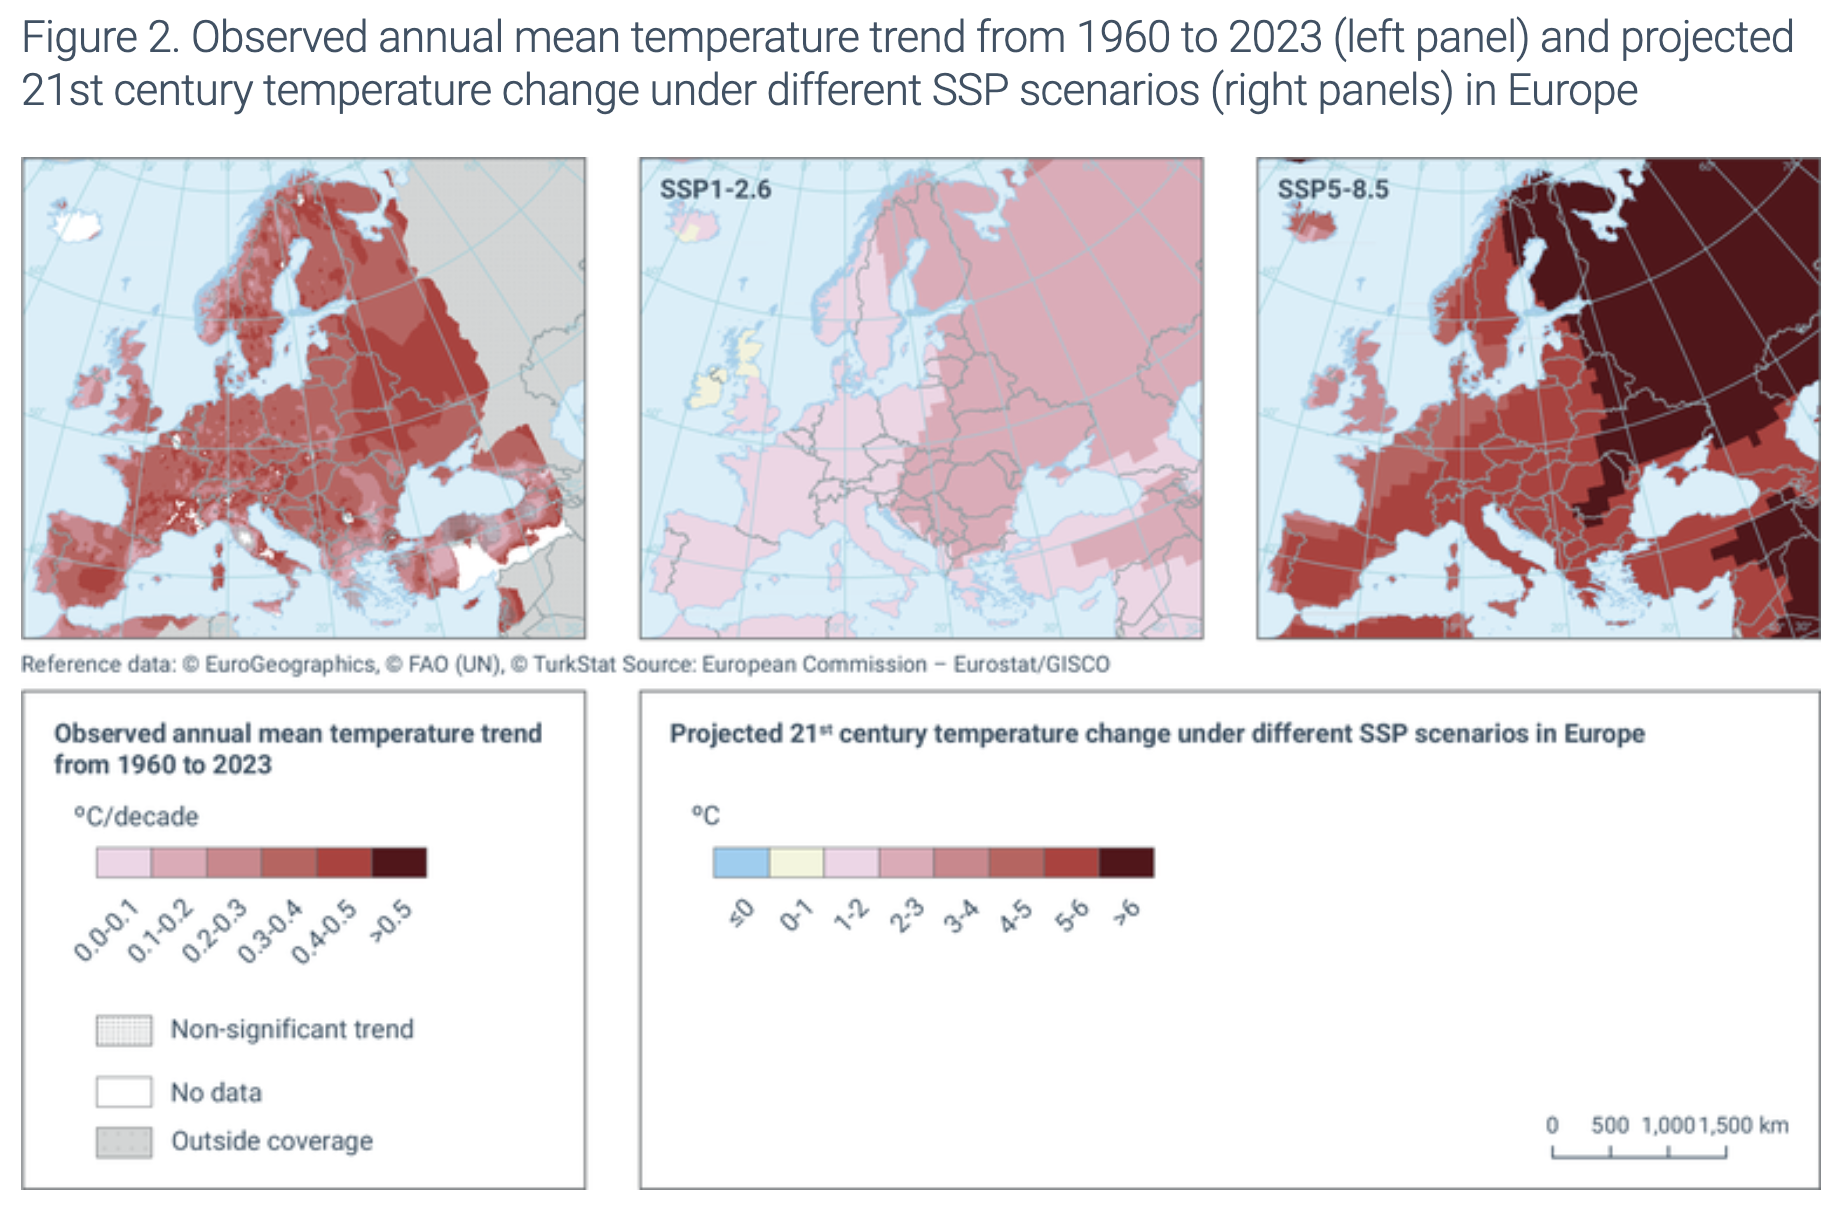 Figure 2. Observed annual mean temperature trend from 1960 to 2023 (left panel) and projected
21st century temperature change under different SSP scenarios (right panels) in Europe
SSP1-2.6
SSP5-8.5
Reference data: © EuroGeographics, © FAO (UN), © TurkStat Source: European Commission – Eurostat/GISCO
Observed annual mean temperature trend
from 1960 to 2023
°C/decade
0.0-0.1
0.1-0.2
0.2-0.3
0.3-0.4
0.4-0.5
>0.5
Non-significant trend
No data
Outside coverage
Projected 21st century temperature change under different SSP scenarios in Europe
°C
≤0
0-1
1-2
2-3
3-4
4-5
5-6
>6
0 500 1,000 1,500 km